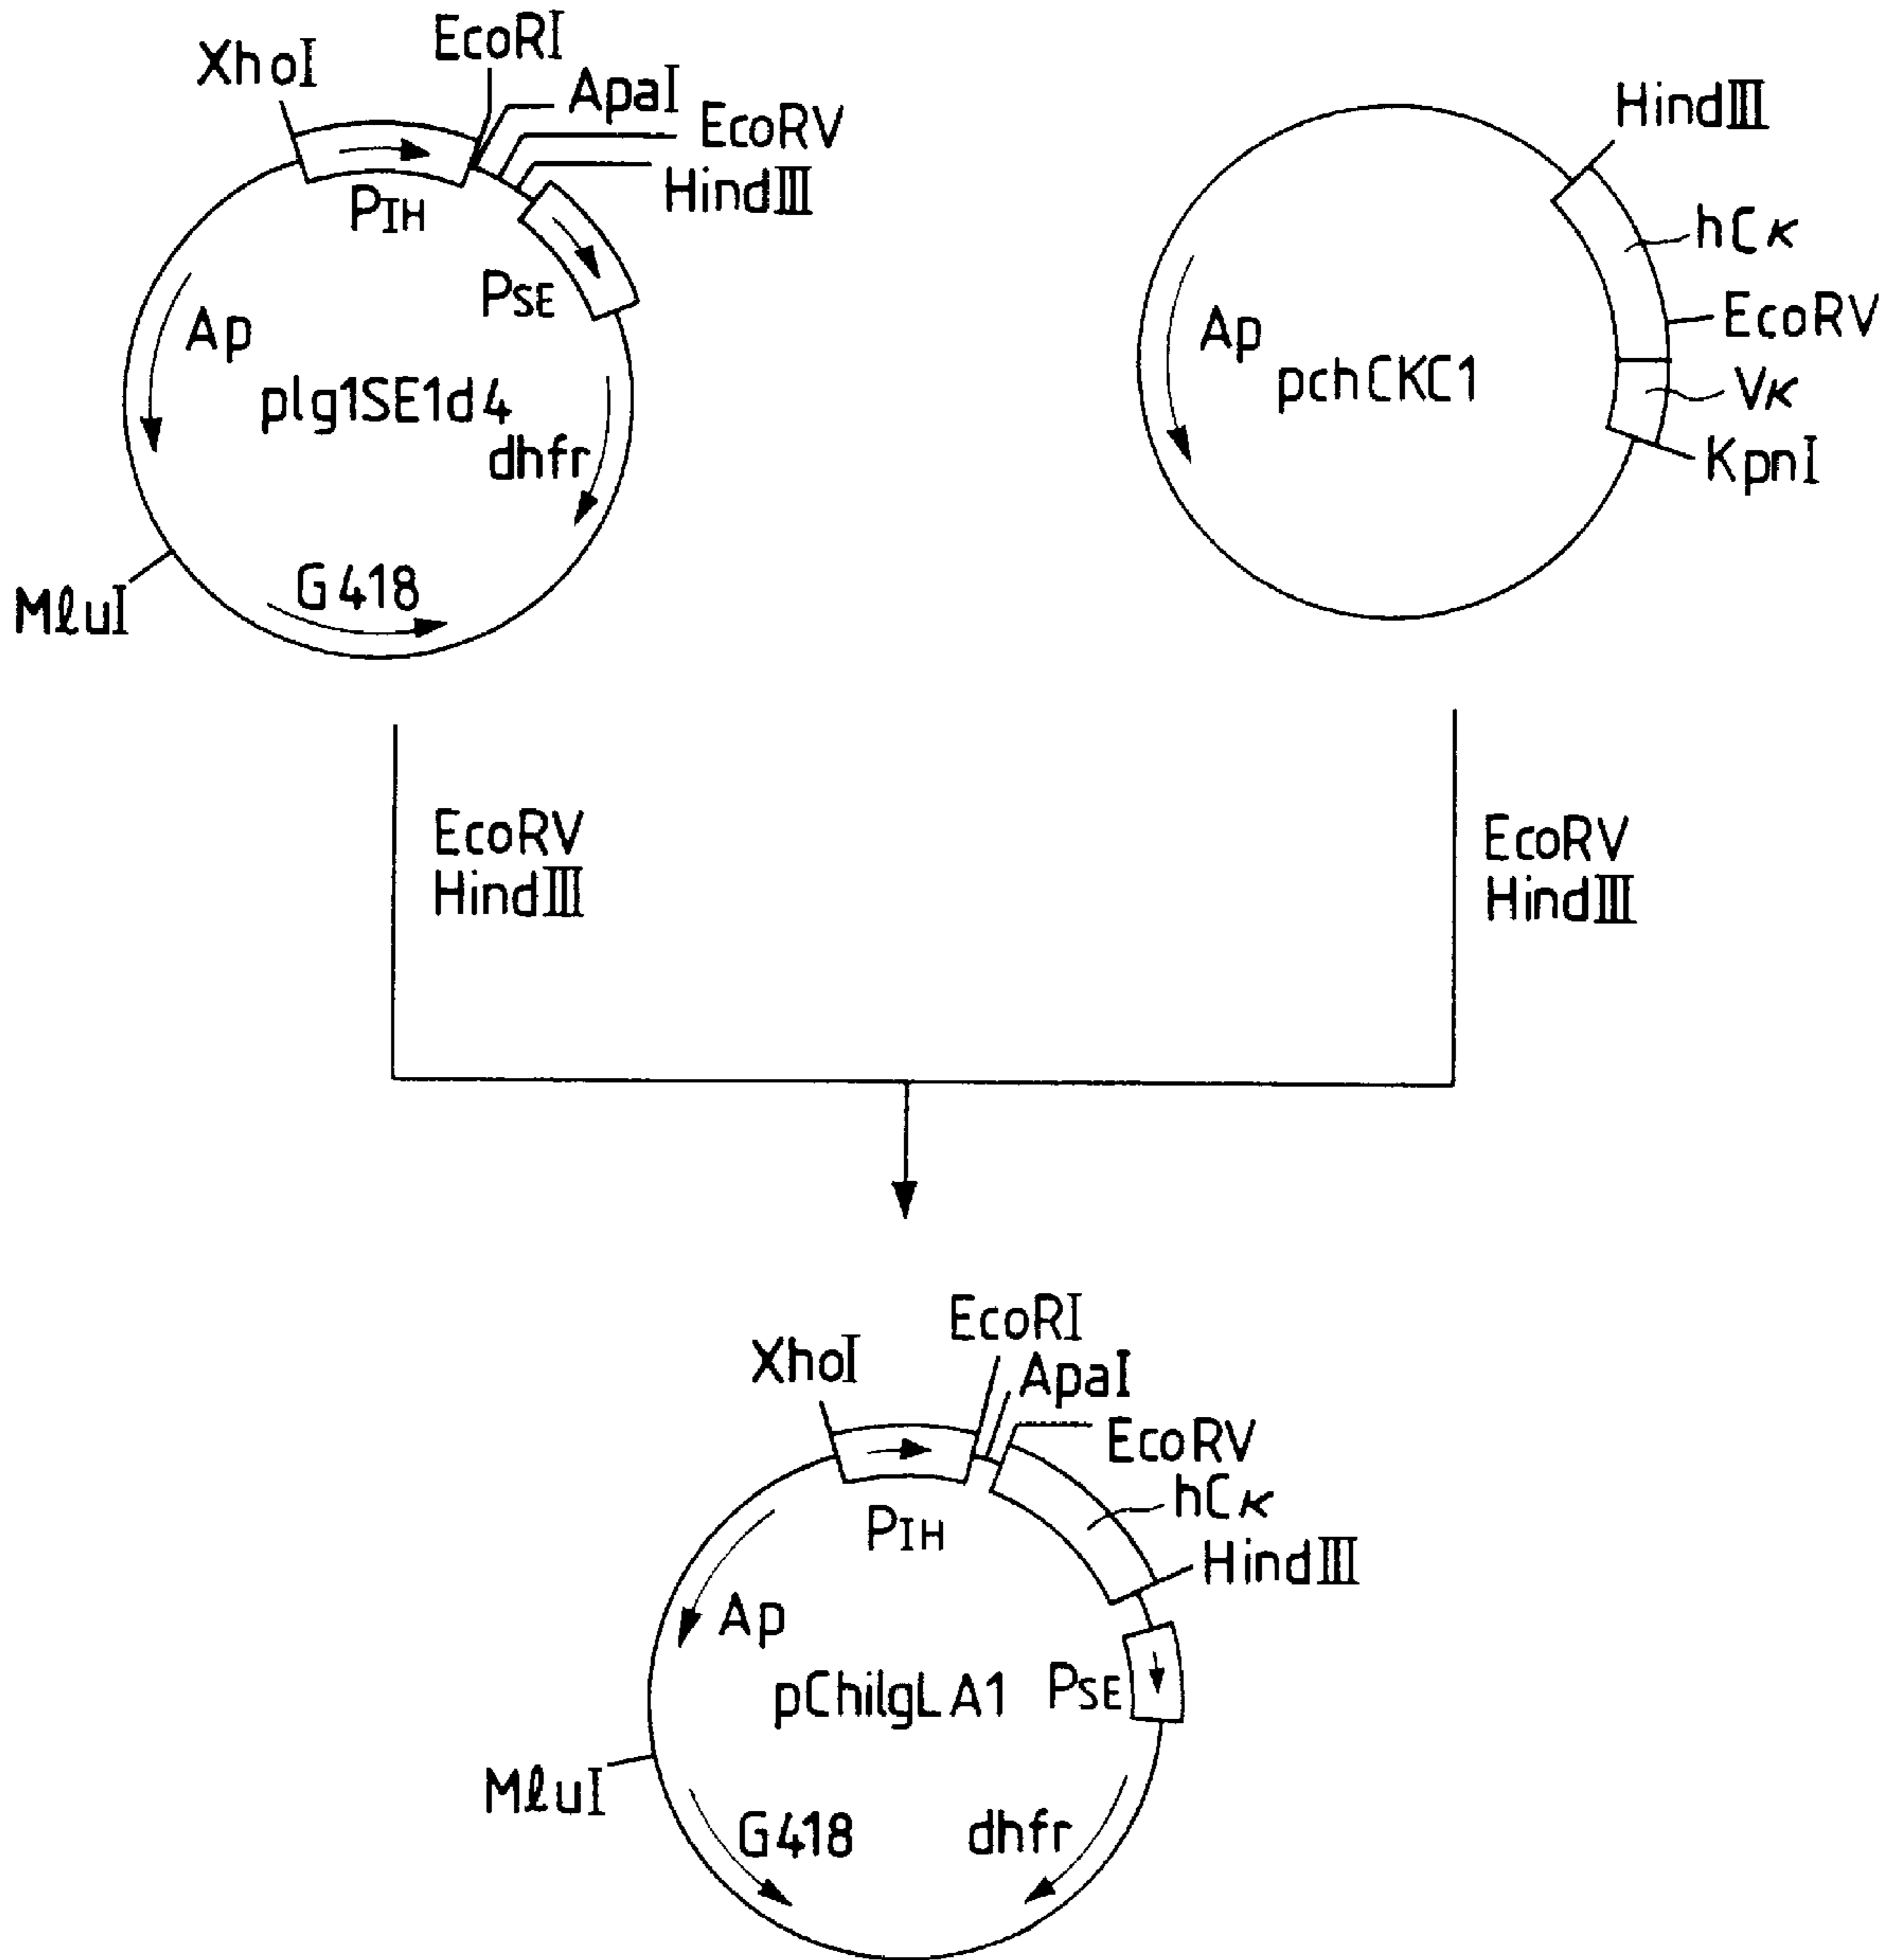 XhoI
EcoRI
ApaI
EcoRV
HindIII
PIH
PSE
Ap
pIg1SE1d4
dhfr
G418
MluI
HindIII
hCκ
EcoRV
Vκ
KpnI
Ap
pchCKC1
EcoRV
HindIII
EcoRV
HindIII
XhoI
EcoRI
ApaI
EcoRV
hCκ
HindIII
PIH
Ap
pChiIgLA1
PSE
MluI
G418
dhfr